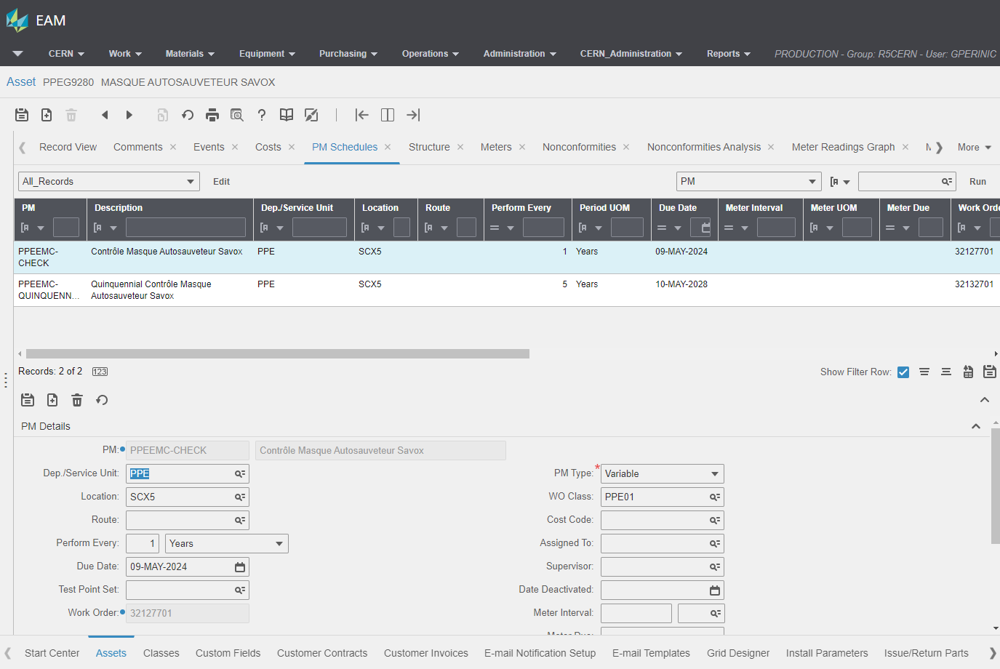 EAM
CERN Work Materials Equipment Purchasing Operations Administration CERN_Administration Reports PRODUCTION - Group: R5CERN - User: GPERINIC
Asset PPEG9280 MASQUE AUTOSAUVETEUR SAVOX
Record View Comments Events Costs PM Schedules Structure Meters Nonconformities Nonconformities Analysis Meter Readings Graph More
All_Records Edit PM Run
PM Description Dep./Service Unit Location Route Perform Every Period UOM Due Date Meter Interval Meter UOM Meter Due Work Orde
PPEEMC- Contrôle Masque Autosauveteur Savox PPE SCX5 1 Years 09-MAY-2024 32127701
CHECK
PPEEMC- Quinquennial Contrôle Masque PPE SCX5 5 Years 10-MAY-2028 32132701
QUINQUENN... Autosauveteur Savox
Records: 2 of 2 123 Show Filter Row:
PM Details
PM: PPEEMC-CHECK Contrôle Masque Autosauveteur Savox
Dep./Service Unit: PPE PM Type: * Variable
Location: SCX5 WO Class: PPE01
Route: Cost Code:
Perform Every: 1 Years Assigned To:
Due Date: 09-MAY-2024 Supervisor:
Test Point Set: Date Deactivated:
Work Order: 32127701 Meter Interval:
Meter Due:
Start Center Assets Classes Custom Fields Customer Contracts Customer Invoices E-mail Notification Setup E-mail Templates Grid Designer Install Parameters Issue/Return Parts